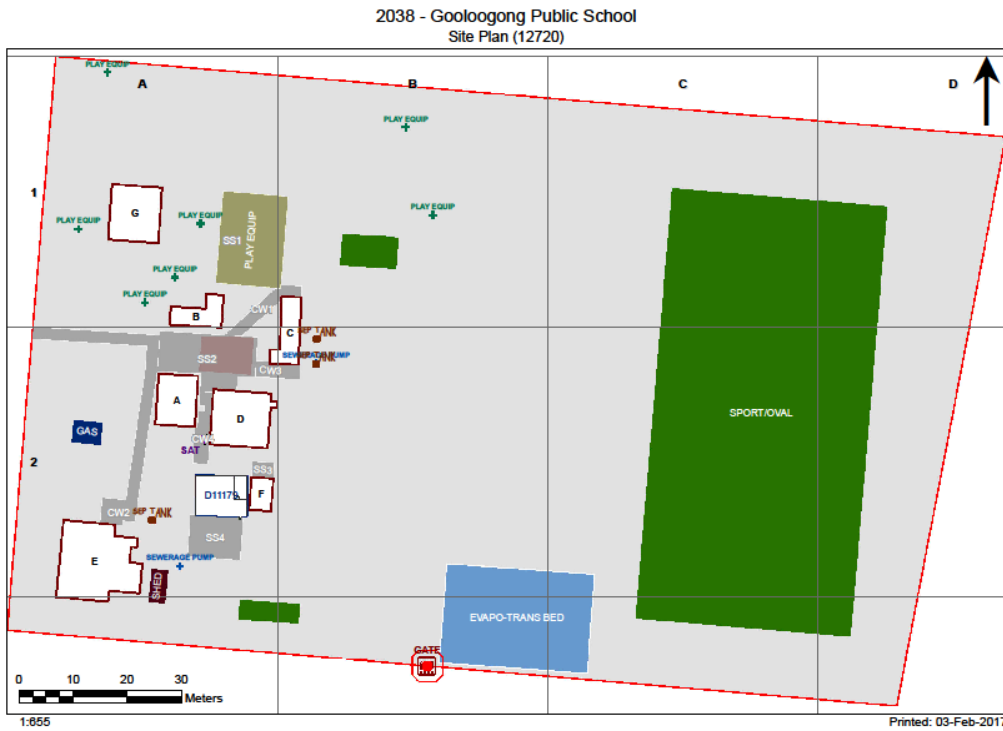 2038 - Gooloogong Public School
Site Plan (12720)
PLAY EQUIP
A
B
C
D
PLAY EQUIP
1
G
PLAY EQUIP
PLAY EQUIP
PLAY EQUIP
SS1
PLAY EQUIP
PLAY EQUIP
PLAY EQUIP
CW1
B
C
SEP TANK
SS2
SEWERAGE PUMP
TANK
CW3
A
D
SPORT/OVAL
GAS
CW4
SAT
2
SS3
D11179
F
CW2
SEP TANK
SS4
SEWERAGE PUMP
E
SHED
EVAPO-TRANS BED
GATE
0 10 20 30
Meters
1:655
Printed: 03-Feb-2017